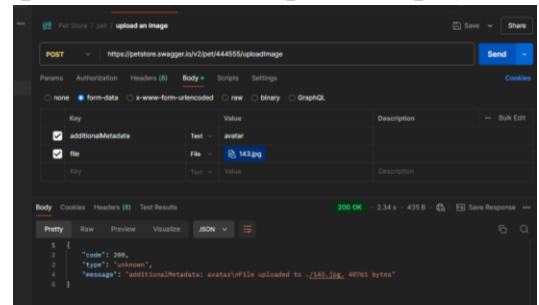 Pet Store / pet / upload an image
Save
Share
POST
https://petstore.swagger.io/v2/pet/444555/uploadImage
Send
Params Authorization Headers (8) Body Scripts Settings
Cookies
none form-data x-www-form-urlencoded raw binary GraphQL
Key Value Description Bulk Edit
additionalMetadata Text avatar
file File 143.jpg
Key Text Value Description
Body Cookies Headers (8) Test Results
200 OK 2.34 s 435 B Save Response
Pretty Raw Preview Visualize JSON
1 {
2 "code": 200,
3 "type": "unknown",
4 "message": "additionalMetadata: avatar\nFile uploaded to ./143.jpg, 48761 bytes"
5 }